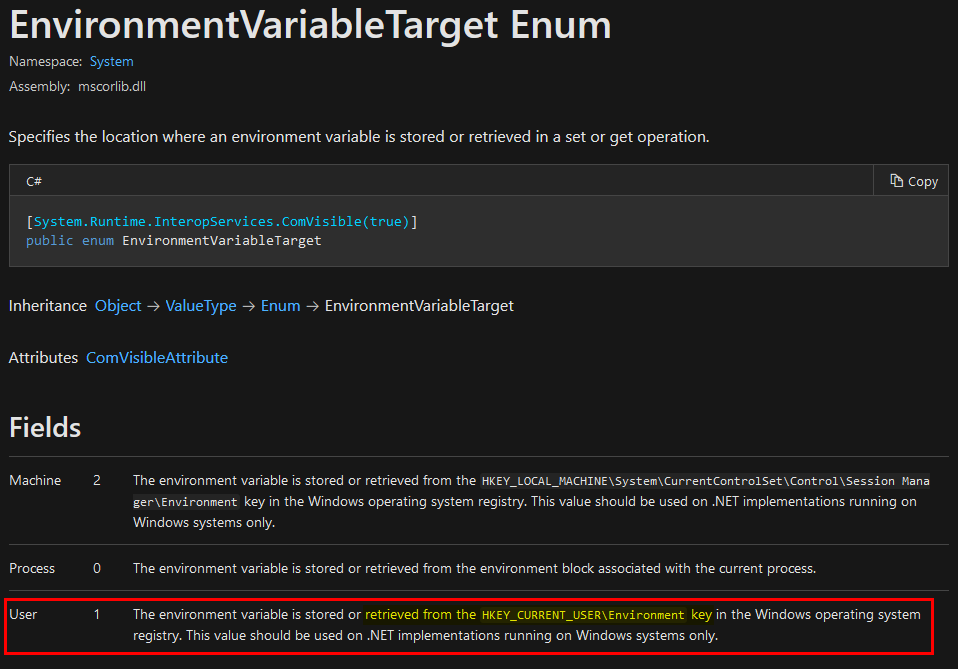 EnvironmentVariableTarget Enum
Namespace: System
Assembly: mscorlib.dll
Specifies the location where an environment variable is stored or retrieved in a set or get operation.
C#
Copy
[System.Runtime.InteropServices.ComVisible(true)]
public enum EnvironmentVariableTarget
Inheritance Object → ValueType → Enum → EnvironmentVariableTarget
Attributes ComVisibleAttribute
Fields
Machine 2 The environment variable is stored or retrieved from the HKEY_LOCAL_MACHINE\System\CurrentControlSet\Control\Session Mana
ger\Environment key in the Windows operating system registry. This value should be used on .NET implementations running on
Windows systems only.
Process 0 The environment variable is stored or retrieved from the environment block associated with the current process.
User 1 The environment variable is stored or retrieved from the HKEY_CURRENT_USER\Environment key in the Windows operating system
registry. This value should be used on .NET implementations running on Windows systems only.